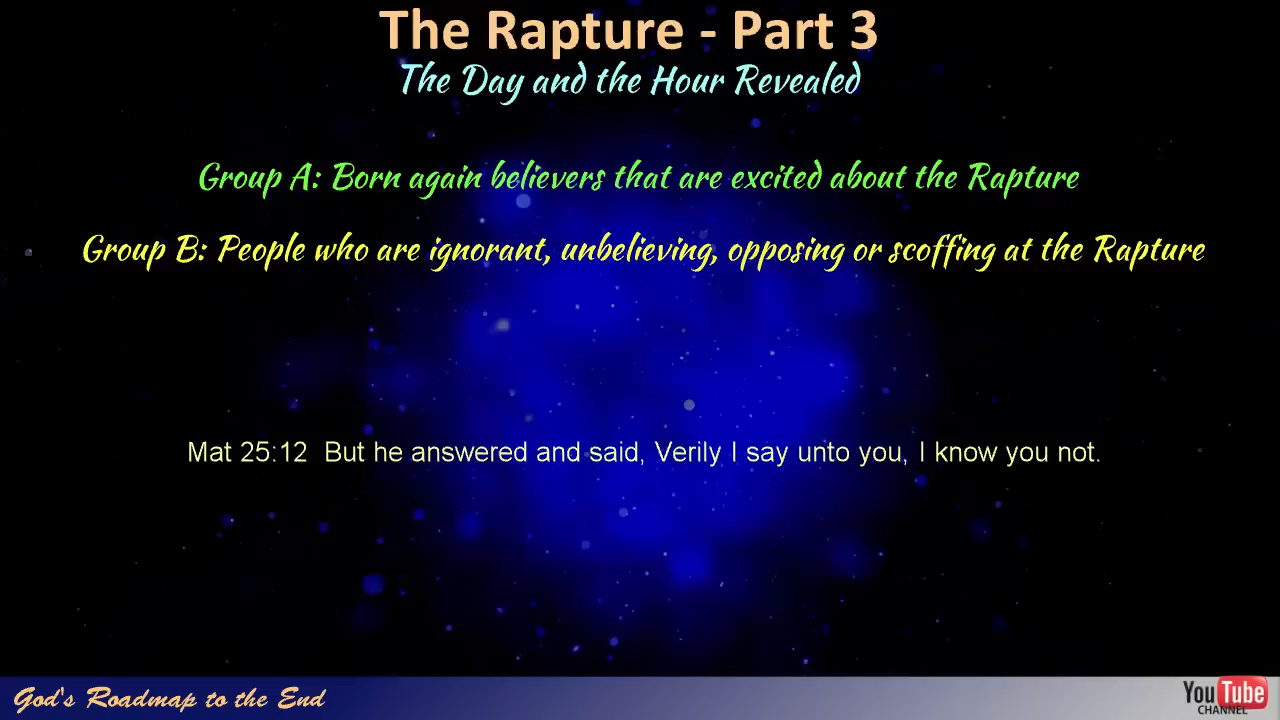 The Rapture - Part 3
The Day and the Hour Revealed
Group A: Born again believers that are excited about the Rapture
Group B: People who are ignorant, unbelieving, opposing or scoffing at the Rapture
Mat 25:12 But he answered and said, Verily I say unto you, I know you not.
God's Roadmap to the End
YouTube
CHANNEL